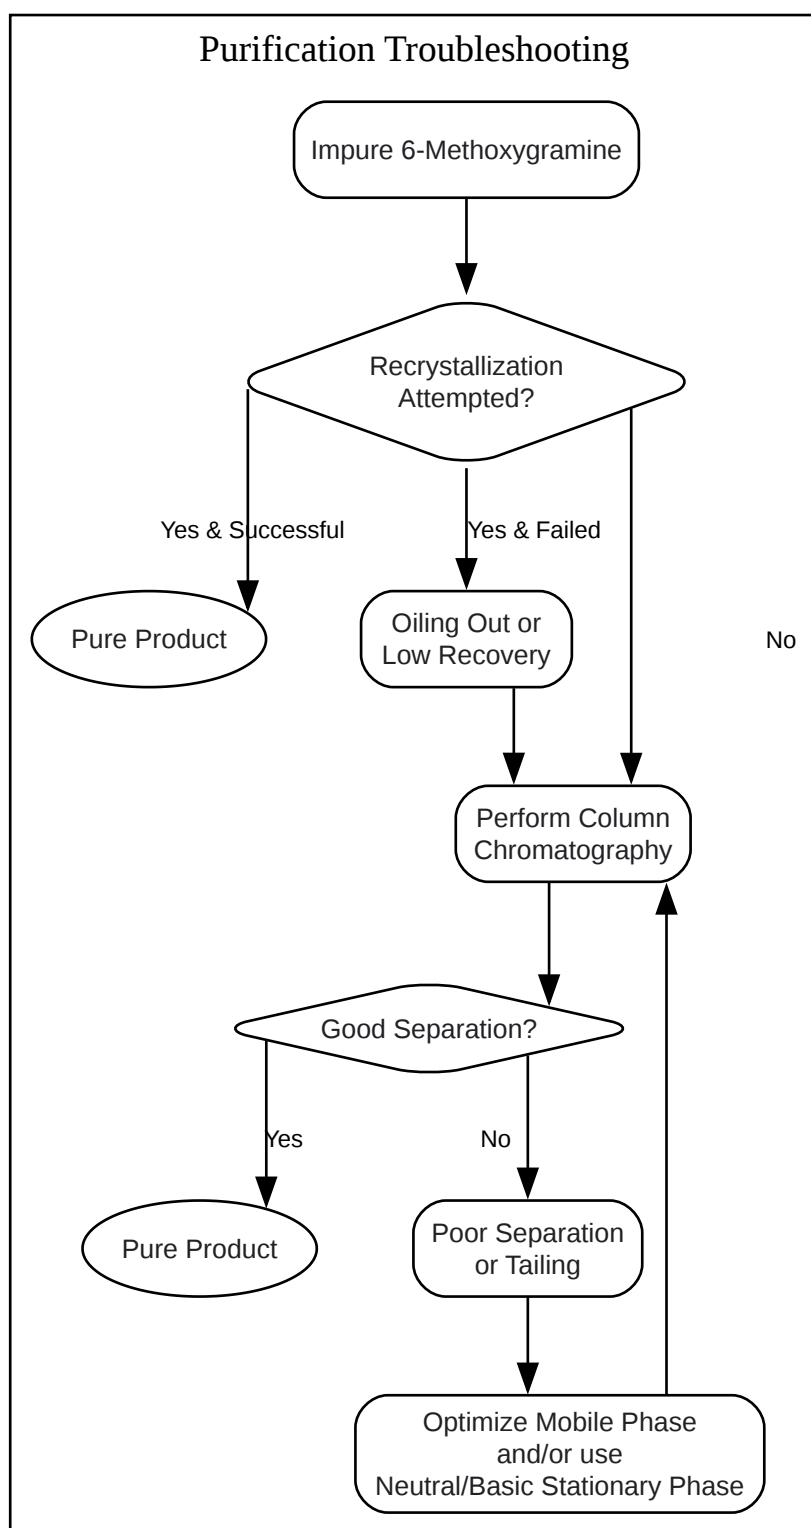 Purification Troubleshooting
Impure 6-Methoxygramine
Recrystallization
Attempted?
Yes & Successful
Yes & Failed
Pure Product
Oiling Out or
Low Recovery
No
Perform Column
Chromatography
Good Separation?
Yes
No
Pure Product
Poor Separation
or Tailing
Optimize Mobile Phase
and/or use
Neutral/Basic Stationary Phase